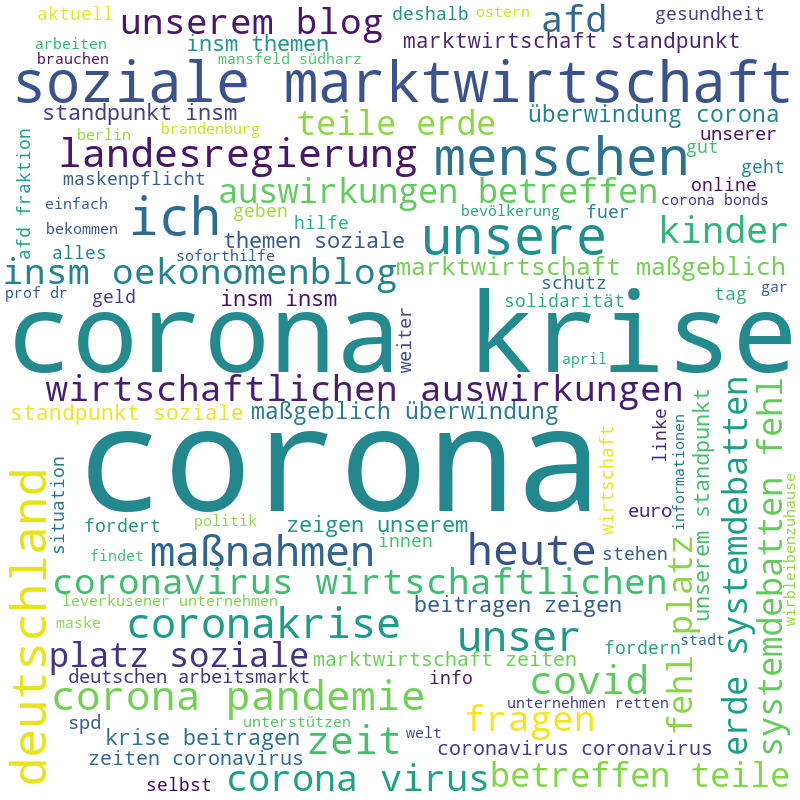 aktuell
unserem blog
deshalb
ostern
afd
gesundheit
arbeiten
insm themen
marktwirtschaft standpunkt
brauchen
mansfeld südharz
soziale marktwirtschaft
standpunkt insm
teile erde
überwindung corona
berlin
brandenburg
unserer
afd fraktion
landesregierung
menschen
gut
geht
maskenpflicht
auswirkungen betreffen
online
einfach
ich
geben
bevölkerung
fuer
corona bonds
bekommen
hilfe
unsere
kinder
alles
themen soziale
soforthilfe
insm oekonomenblog
marktwirtschaft maßgeblich
prof dr
geld
insm insm
schutz
solidarität
tag
gar
corona krise
weiter
april
wirtschaftlichen auswirkungen
standpunkt soziale
maßgeblich überwindung
corona
deutschland
situation
wirtschaft
linke
informationen
unserem standpunkt
erde systemdebatten
systemdebatten fehl
wirbleibenzuhause
euro
fordert
politik
zeigen unserem
innen
findet
maßnahmen
heute
stehen
fehl platz
coronavirus wirtschaftlichen
leverkusener unternehmen
beitragen zeigen
maske
coronakrise
unser
fordern
stadt
platz soziale
marktwirtschaft zeiten
deutschen arbeitsmarkt
info
covid
corona pandemie
unternehmen retten
spd
unterstützen
fragen
krise beitragen
zeit
welt
zeiten coronavirus
coronavirus coronavirus
selbst
corona virus
betreffen teile